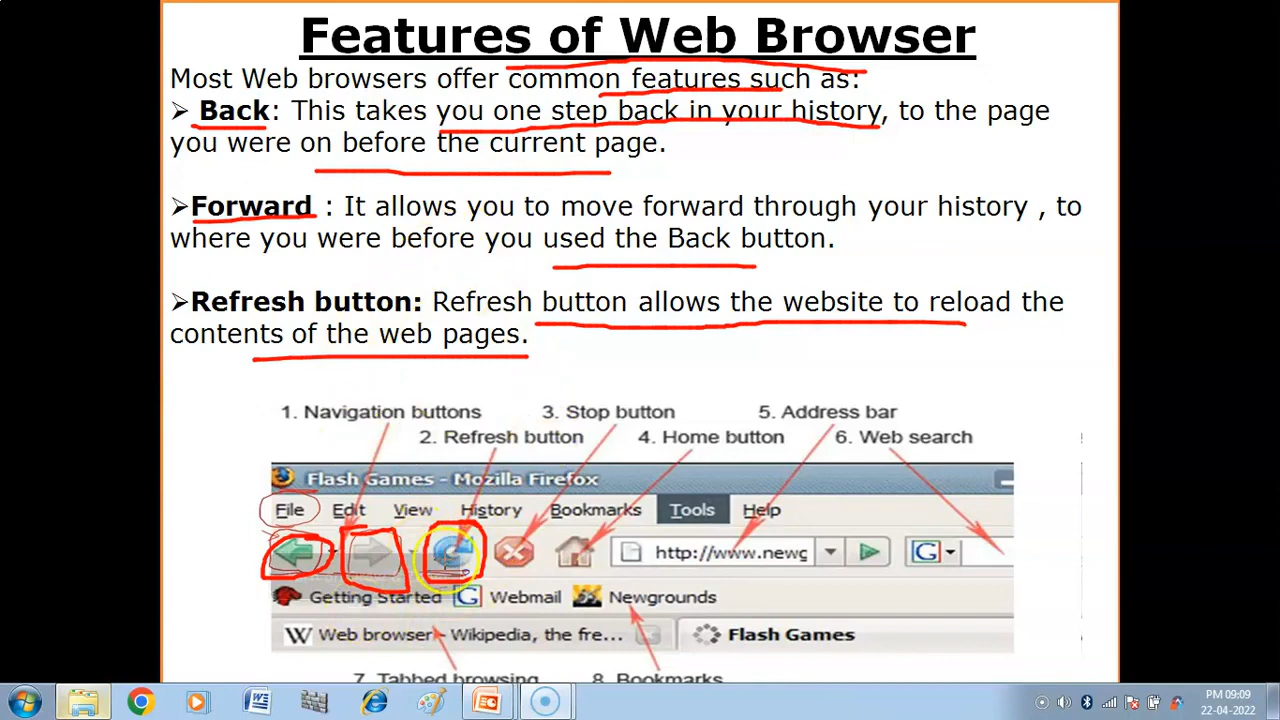 Features of Web Browser
Most Web browsers offer common features such as:
➢ Back: This takes you one step back in your history, to the page
you were on before the current page.
➢Forward : It allows you to move forward through your history , to
where you were before you used the Back button.
➢Refresh button: Refresh button allows the website to reload the
contents of the web pages.
1. Navigation buttons 3. Stop button 5. Address bar
2. Refresh button 4. Home button 6. Web search
Flash Games - Mozilla Firefox
File Edit View History Bookmarks Tools Help
http://www.newg G
Getting Started G Webmail Newgrounds
W Web browser - Wikipedia, the fre... Flash Games
7. Tabbed browsing 8. Bookmarks
PM 09:09
22-04-2022